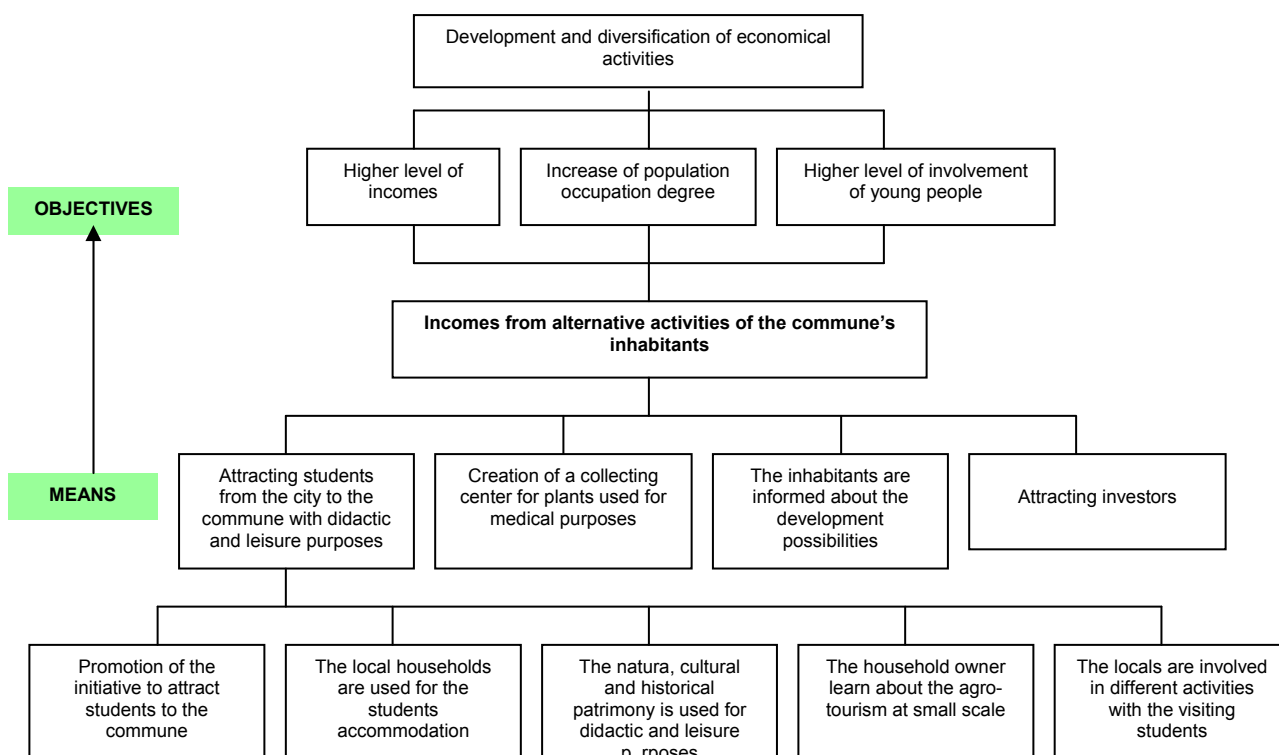 Development and diversification of economical
activities
Higher level of
incomes
Increase of population
occupation degree
Higher level of involvement
of young people
OBJECTIVES
Incomes from alternative activities of the commune's
inhabitants
MEANS
Attracting students
from the city to the
commune with didactic
and leisure purposes
Creation of a collecting
center for plants used for
medical purposes
The inhabitants are
informed about the
development
possibilities
Attracting investors
Promotion of the
initiative to attract
students to the
commune
The local households
are used for the
students
accommodation
The natura, cultural
and historical
patrimony is used for
didactic and leisure
The household owner
learn about the agro-
tourism at small scale
The locals are involved
in different activities
with the visiting
students